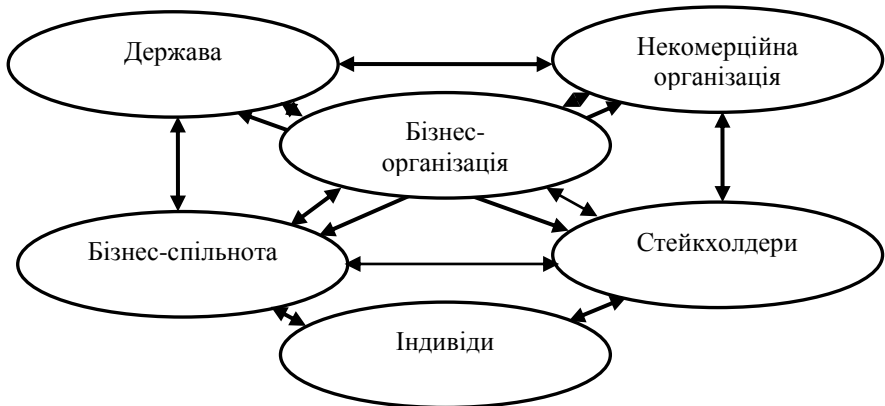 Держава
Некомерційна
організація
Бізнес-
організація
Бізнес-спільнота
Стейкхолдери
Індивіди